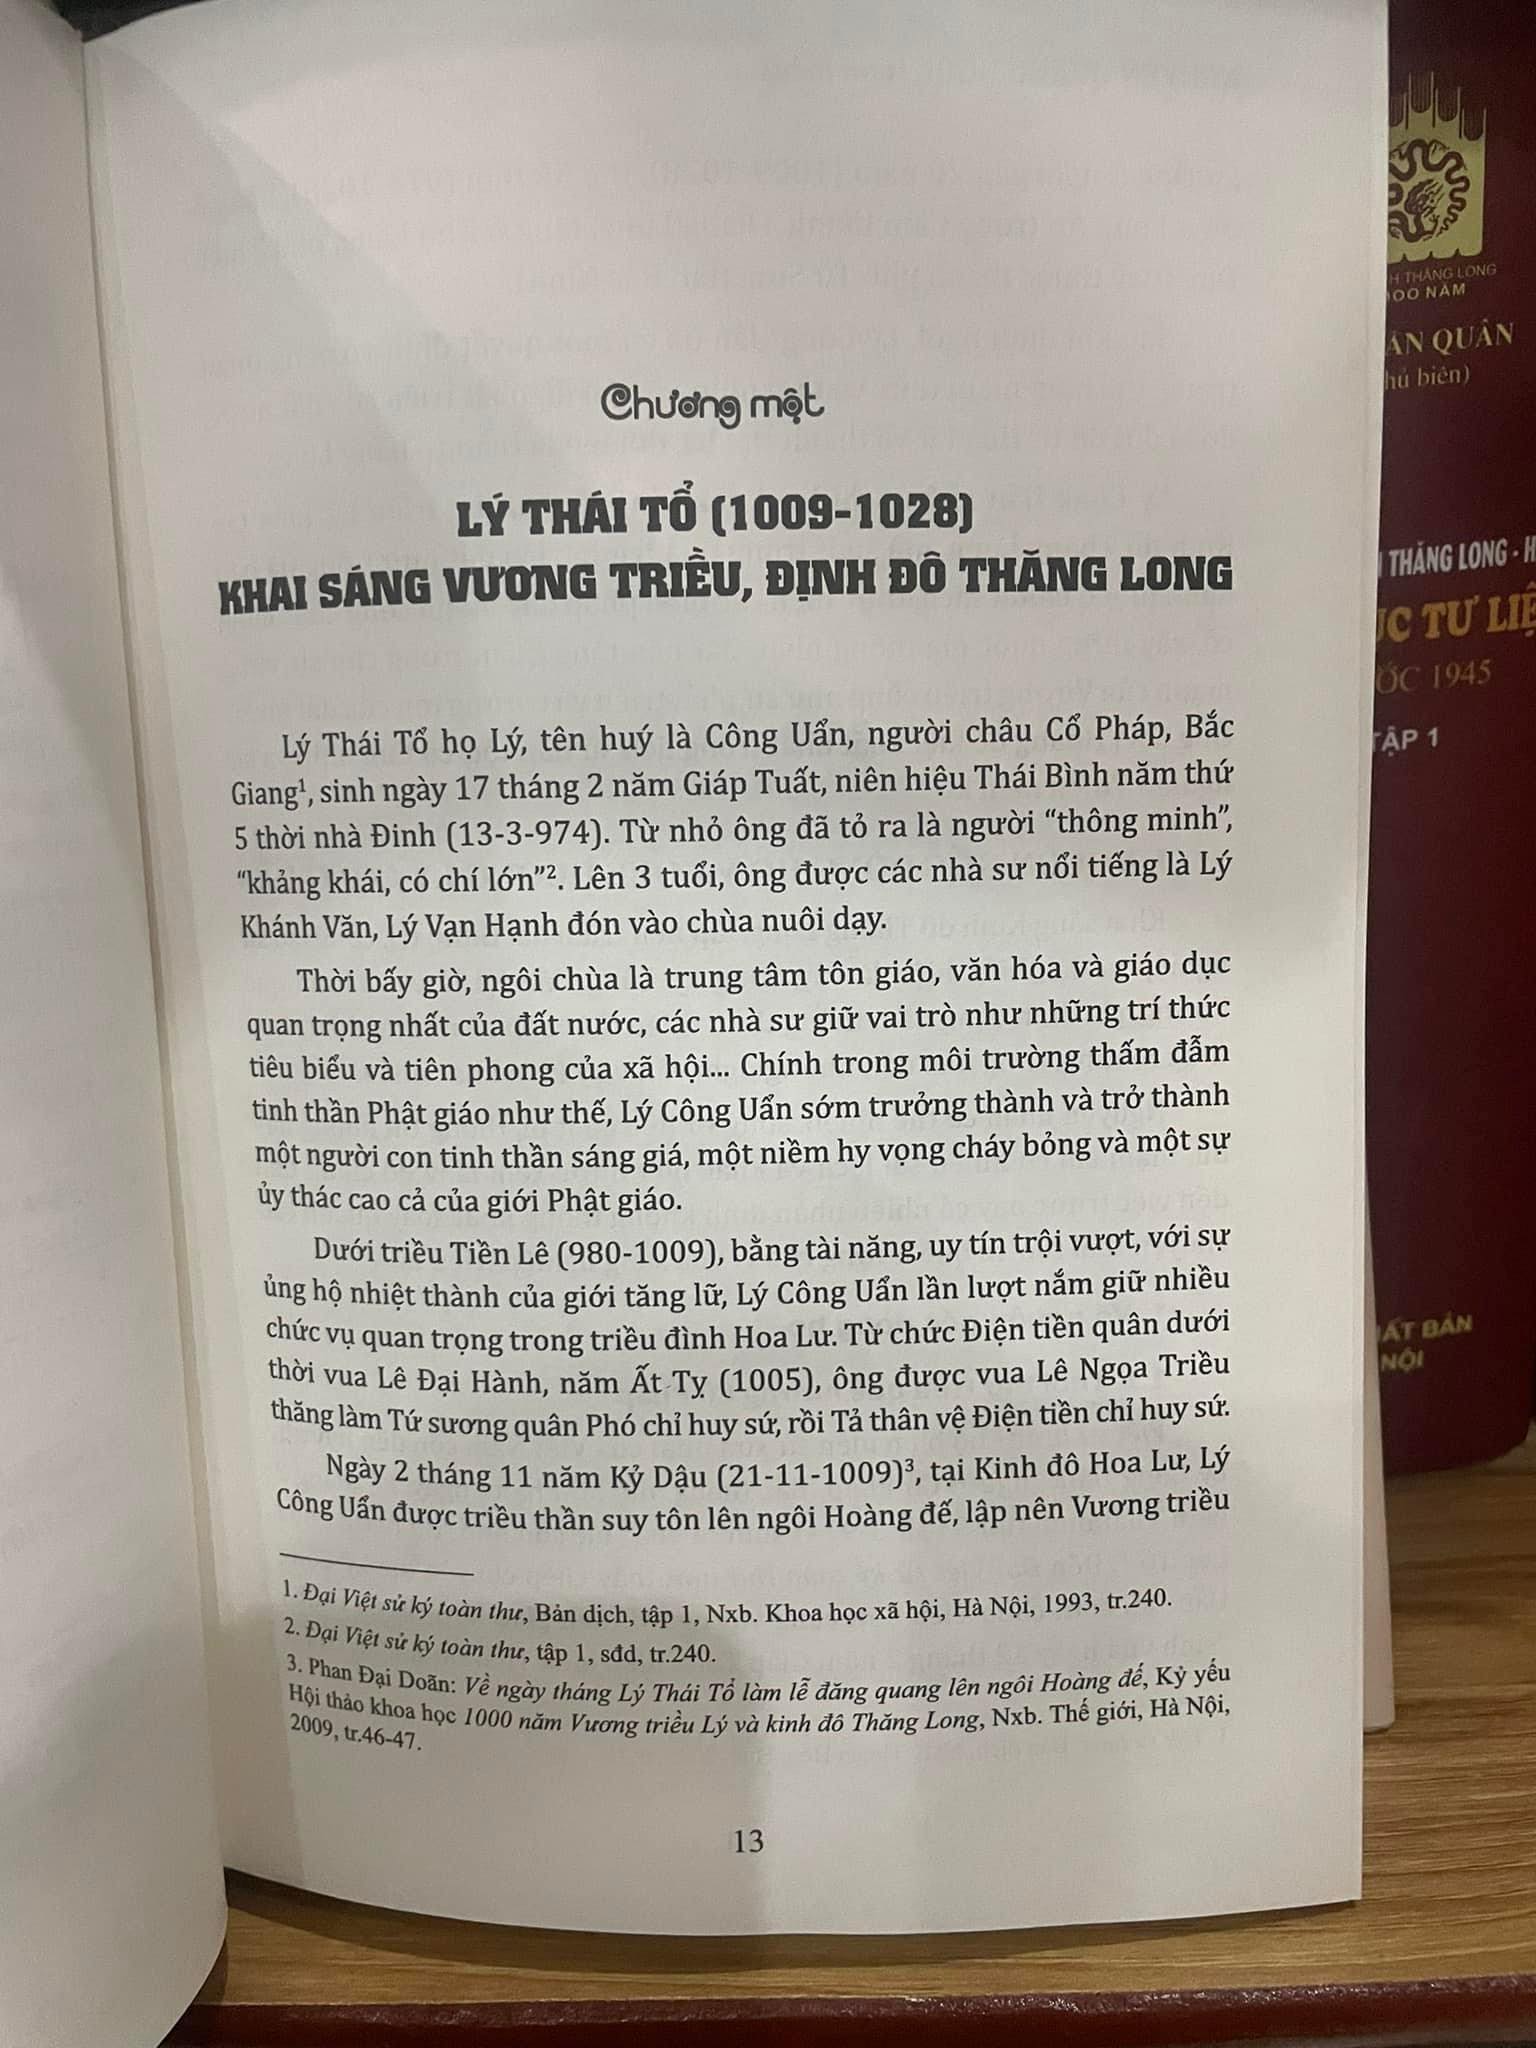 Chương một
LÝ THÁI TỔ (1009-1028)
KHAI SÁNG VƯƠNG TRIỀU, ĐỊNH ĐÔ THĂNG LONG
Lý Thái Tổ họ Lý, tên huý là Công Uẩn, người châu Cổ Pháp, Bắc
Giang¹, sinh ngày 17 tháng 2 năm Giáp Tuất, niên hiệu Thái Bình năm thứ
5 thời nhà Đinh (13-3-974). Từ nhỏ ông đã tỏ ra là người “thông minh”,
“khảng khái, có chí lớn”². Lên 3 tuổi, ông được các nhà sư nổi tiếng là Lý
Khánh Văn, Lý Vạn Hạnh đón vào chùa nuôi dạy.
Thời bấy giờ, ngôi chùa là trung tâm tôn giáo, văn hóa và giáo dục
quan trọng nhất của đất nước, các nhà sư giữ vai trò như những trí thức
tiêu biểu và tiên phong của xã hội... Chính trong môi trường thấm đẫm
tinh thần Phật giáo như thế, Lý Công Uẩn sớm trưởng thành và trở thành
một người con tinh thần sáng giá, một niềm hy vọng cháy bỏng và một sự
ủy thác cao cả của giới Phật giáo.
Dưới triều Tiền Lê (980-1009), bằng tài năng, uy tín trội vượt, với sự
ủng hộ nhiệt thành của giới tăng lữ, Lý Công Uẩn lần lượt nắm giữ nhiều
chức vụ quan trọng trong triều đình Hoa Lư. Từ chức Điện tiền quân dưới
thời vua Lê Đại Hành, năm Ất Tỵ (1005), ông được vua Lê Ngọa Triều
thăng làm Tứ sương quân Phó chỉ huy sứ, rồi Tả thân vệ Điện tiền chỉ huy sứ.
Ngày 2 tháng 11 năm Kỷ Dậu (21-11-1009)³, tại Kinh đô Hoa Lư, Lý
Công Uẩn được triều thần suy tôn lên ngôi Hoàng đế, lập nên Vương triều
1. Đại Việt sử ký toàn thư, Bản dịch, tập 1, Nxb. Khoa học xã hội, Hà Nội, 1993, tr.240.
2. Đại Việt sử ký toàn thư, tập 1, sđd, tr.240.
3. Phan Đại Doãn: Về ngày tháng Lý Thái Tổ làm lễ đăng quang lên ngôi Hoàng đế, Kỷ yếu
Hội thảo khoa học 1000 năm Vương triều Lý và kinh đô Thăng Long, Nxb. Thế giới, Hà Nội,
2009, tr.46-47.
13
THĂNG LONG
NĂM
QUÂN
biên)
THĂNG LONG - H
TƯ LIỆ
1945
TẬP 1
BẢN
NỘI